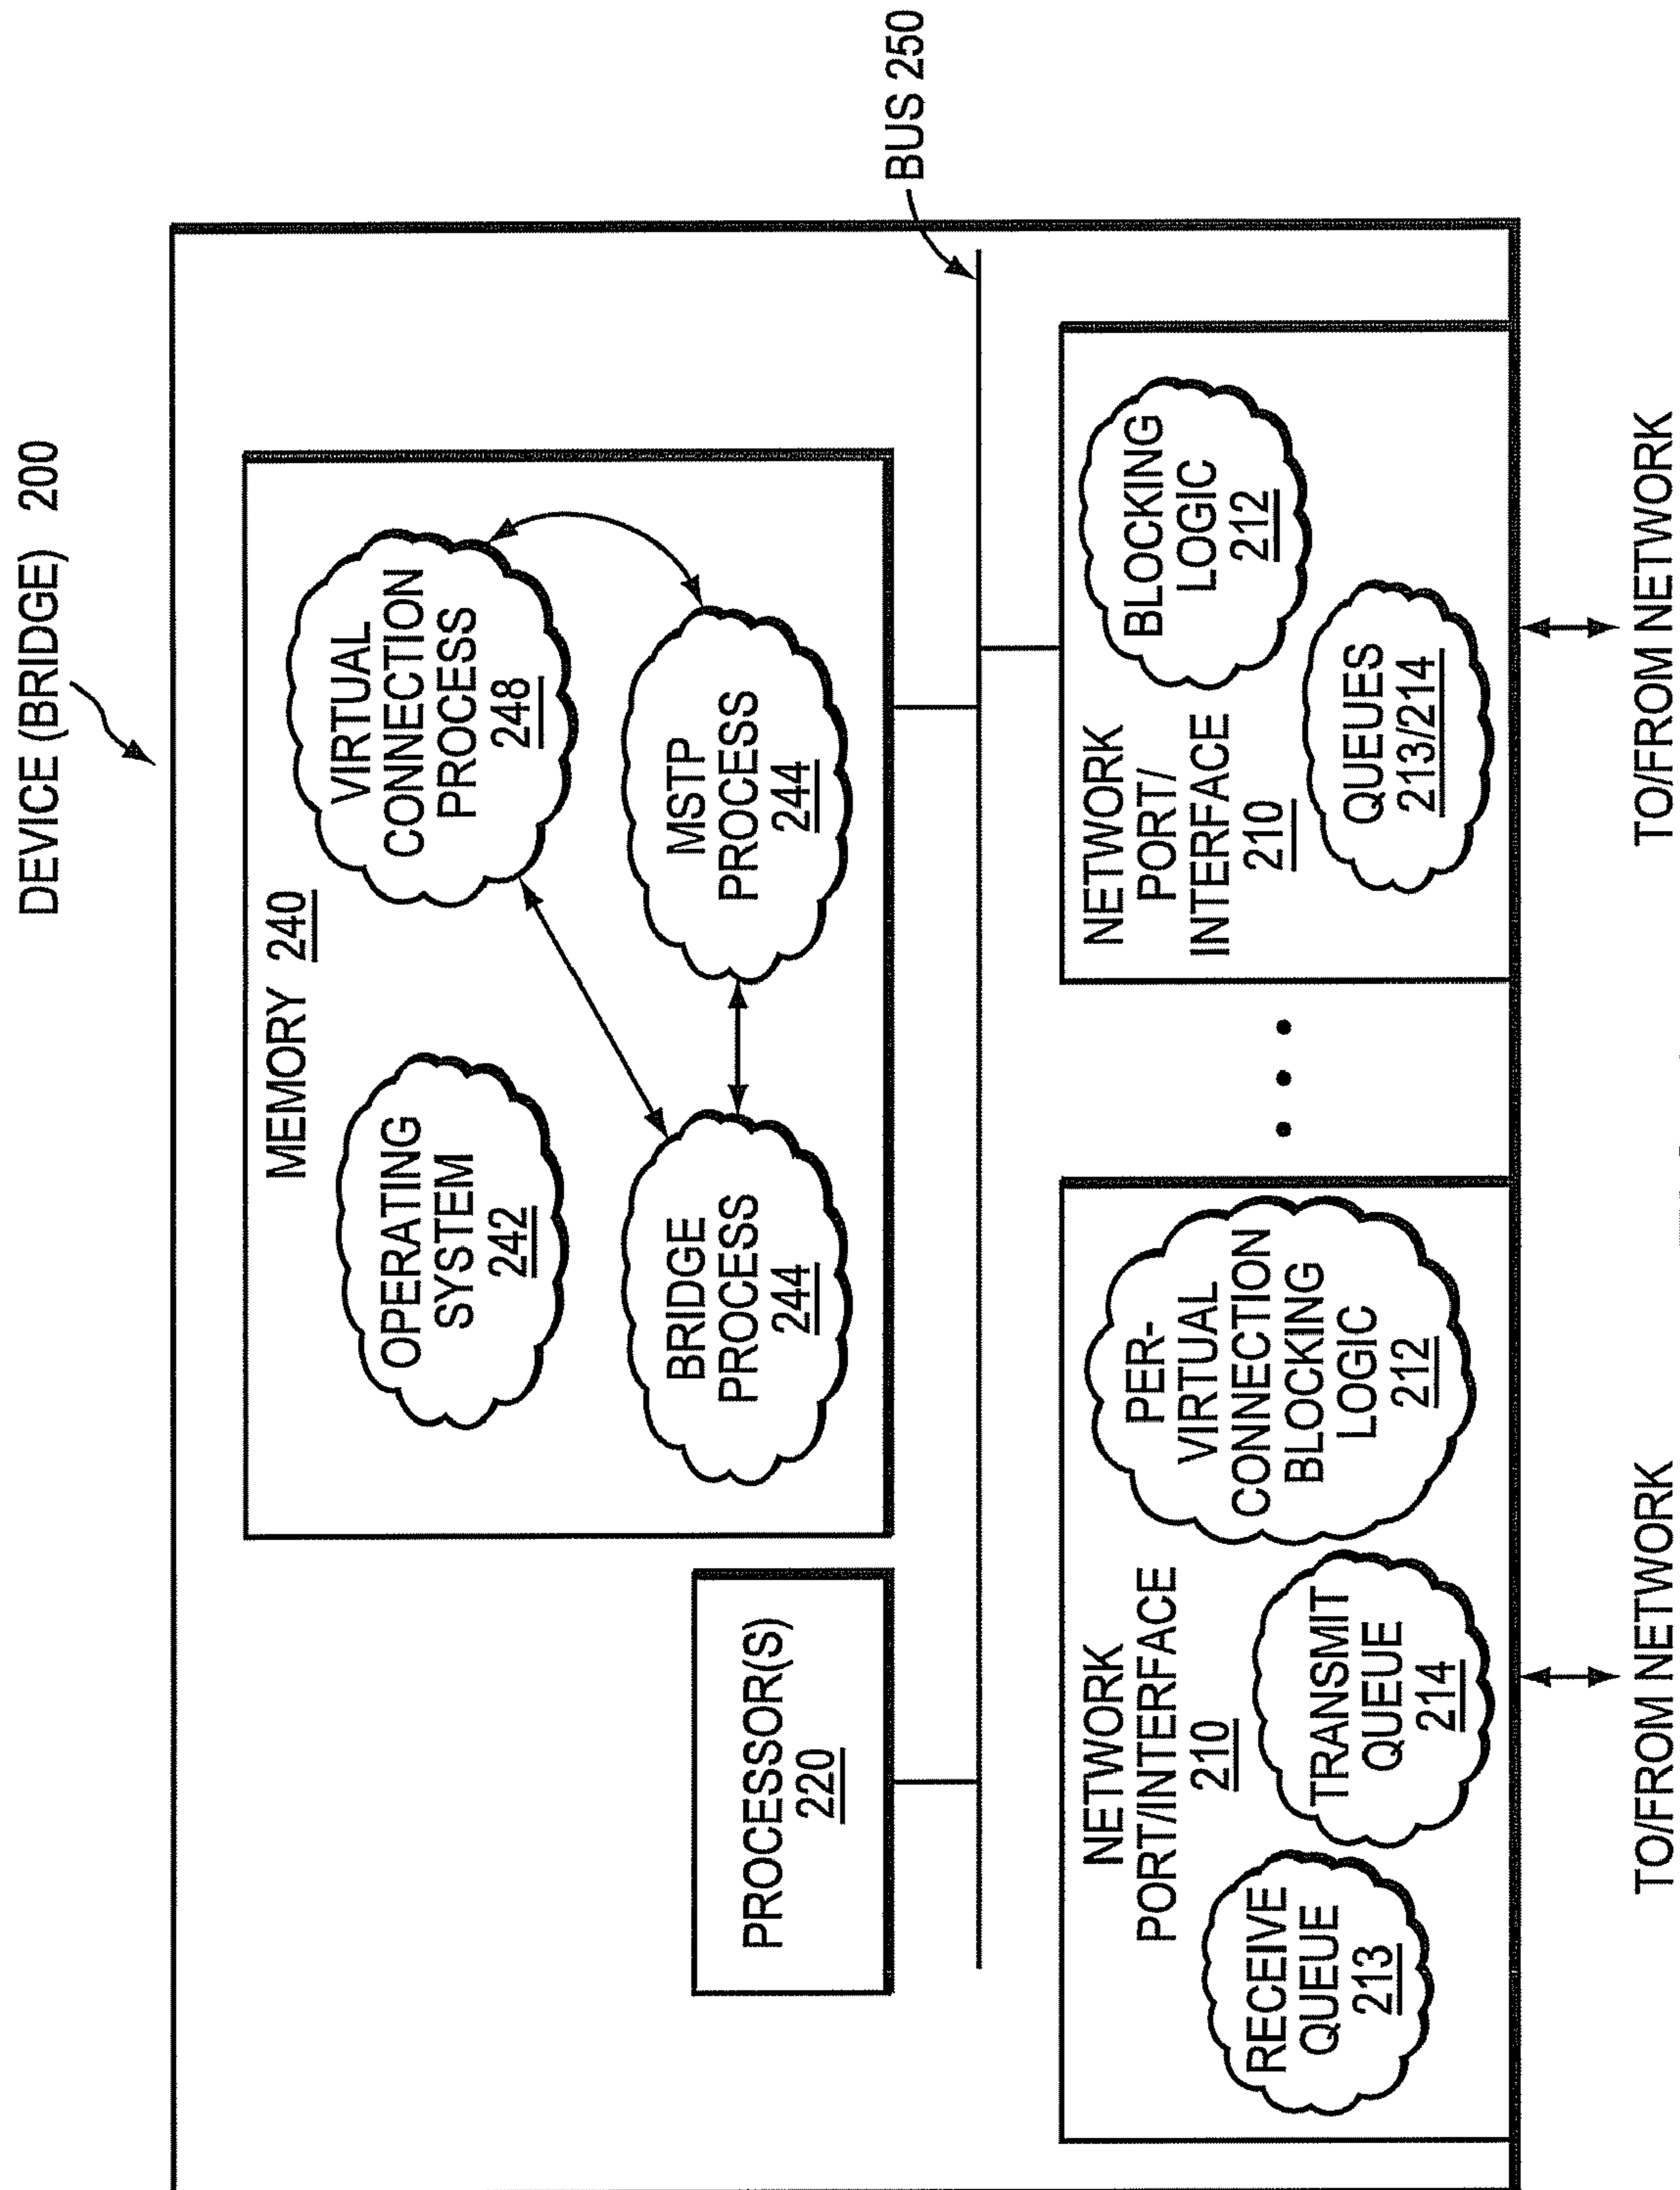 DEVICE (BRIDGE) 200
MEMORY 240
OPERATING
SYSTEM
242
VIRTUAL
CONNECTION
PROCESS
248
BRIDGE
PROCESS
244
MSTP
PROCESS
244
PROCESSOR(S)
220
BUS 250
NETWORK
PORT/INTERFACE
210
RECEIVE
QUEUE
213
TRANSMIT
QUEUE
214
PER-
VIRTUAL
CONNECTION
BLOCKING
LOGIC
212
NETWORK
PORT/
INTERFACE
210
BLOCKING
LOGIC
212
QUEUES
213/214
TO/FROM NETWORK
TO/FROM NETWORK